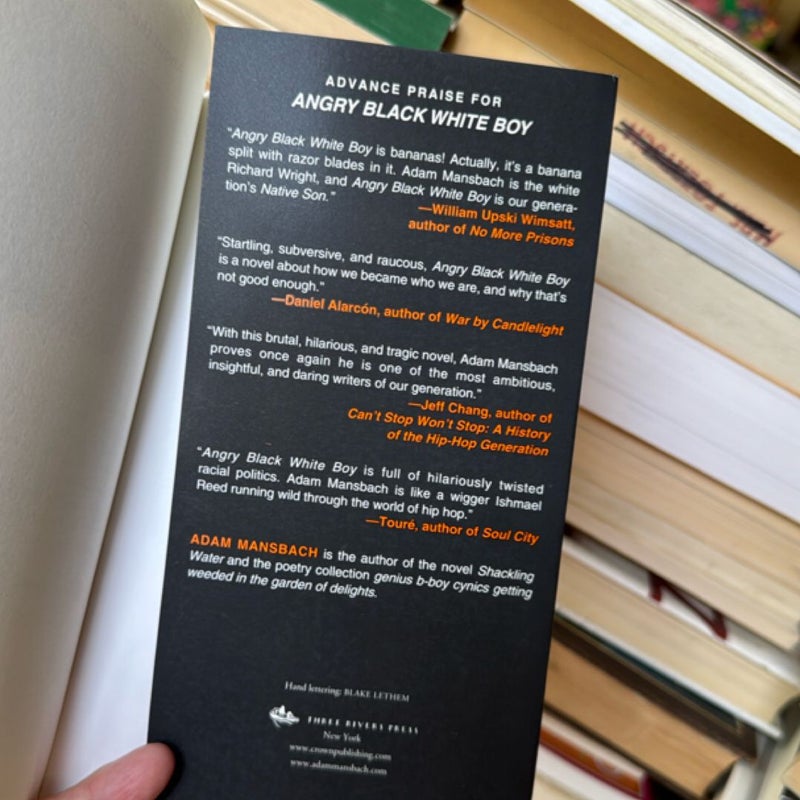 ADVANCE PRAISE FOR
ANGRY BLACK WHITE BOY
"Angry Black White Boy is bananas! Actually, it's a banana
split with razor blades in it. Adam Mansbach is the white
Richard Wright, and Angry Black White Boy is our genera-
tion's Native Son."
—William Upski Wimsatt,
author of No More Prisons
"Startling, subversive, and raucous, Angry Black White Boy
is a novel about how we became who we are, and why that's
not good enough."
—Daniel Alarcón, author of War by Candlelight
"With this brutal, hilarious, and tragic novel, Adam Mansbach
proves once again he is one of the most ambitious,
insightful, and daring writers of our generation."
—Jeff Chang, author of
Can't Stop Won't Stop: A History
of the Hip-Hop Generation
"Angry Black White Boy is full of hilariously twisted
racial politics. Adam Mansbach is like a wigger Ishmael
Reed running wild through the world of hip hop."
—Touré, author of Soul City
ADAM MANSBACH is the author of the novel Shackling
Water and the poetry collection genius b-boy cynics getting
weeded in the garden of delights.
Hand lettering: BLAKE LETHEM
THREE RIVERS PRESS
New York
www.crownpublishing.com
www.adammansbach.com